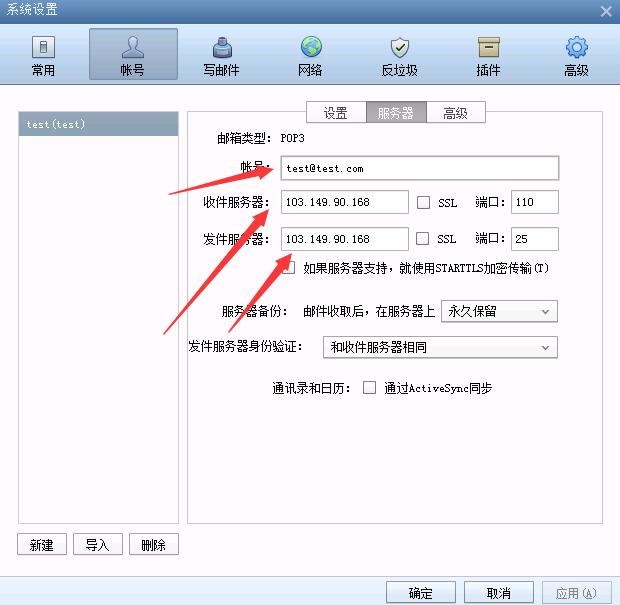 系统设置
常用 帐号 写邮件 网络 反垃圾 插件 高级
test(test)
设置 服务器 高级
邮箱类型: POP3
帐号: test@test.com
收件服务器: 103.149.90.168 SSL 端口: 110
发件服务器: 103.149.90.168 SSL 端口: 25
如果服务器支持，就使用STARTTLS加密传输(T)
服务器备份: 邮件收取后，在服务器上 永久保留
发件服务器身份验证: 和收件服务器相同
通讯录和日历: 通过ActiveSync同步
新建 导入 删除
确定 取消 应用(A)